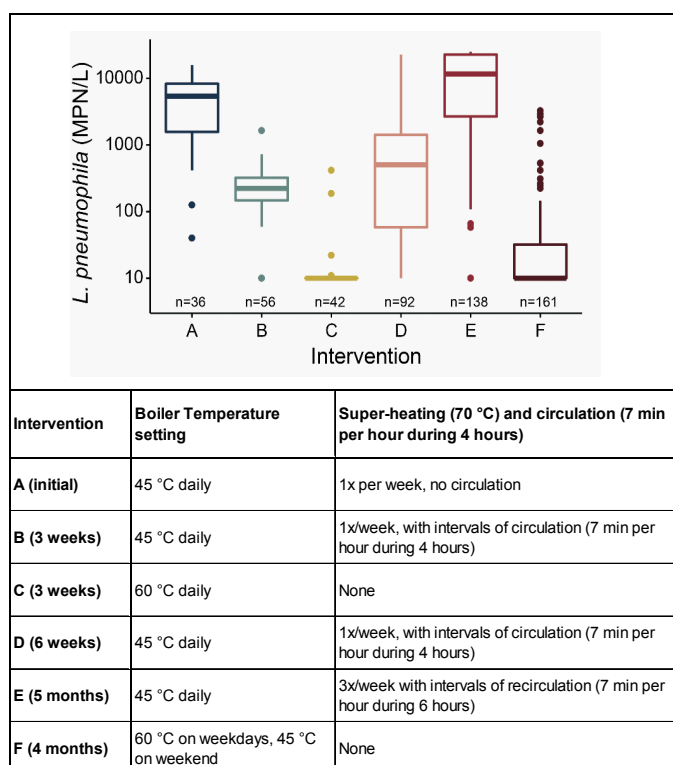 L. pneumophila (MPN/L)
10000
1000
100
10
n=36 n=56 n=42 n=92 n=138 n=161
A B C D E F
Intervention
Intervention
Boiler Temperature
setting
Super-heating (70 °C) and circulation (7 min
per hour during 4 hours)
A (initial)
45 °C daily
1x per week, no circulation
B (3 weeks)
45 °C daily
1x/week, with intervals of circulation (7 min per
hour during 4 hours)
C (3 weeks)
60 °C daily
None
D (6 weeks)
45 °C daily
1x/week, with intervals of circulation (7 min per
hour during 4 hours)
E (5 months)
45 °C daily
3x/week with intervals of recirculation (7 min per
hour during 6 hours)
F (4 months)
60 °C on weekdays, 45 °C
on weekend
None